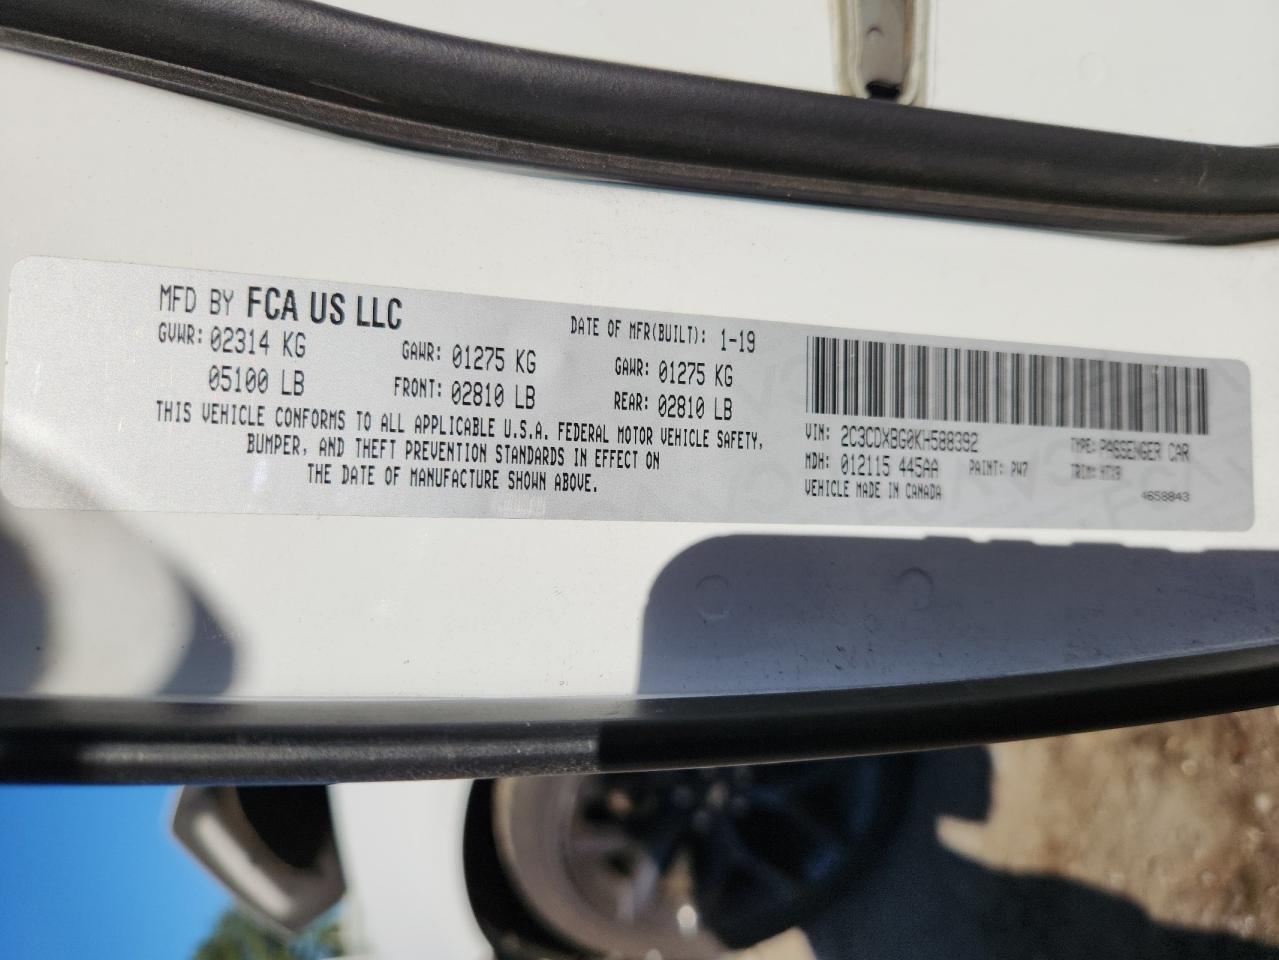 MFD BY FCA US LLC
DATE OF MFR(BUILT): 1-19
GVWR: 02314 KG
GAWR: 01275 KG
GAWR: 01275 KG
05100 LB
FRONT: 02810 LB
REAR: 02810 LB
THIS VEHICLE CONFORMS TO ALL APPLICABLE U.S.A. FEDERAL MOTOR VEHICLE SAFETY,
BUMPER, AND THEFT PREVENTION STANDARDS IN EFFECT ON
THE DATE OF MANUFACTURE SHOWN ABOVE.
VIN: 2C3CDXBG0KH588392
TYPE: PASSENGER CAR
MDH: 012115 445AA
PAINT: PW7
TRIM: HTX9
VEHICLE MADE IN CANADA
4658843